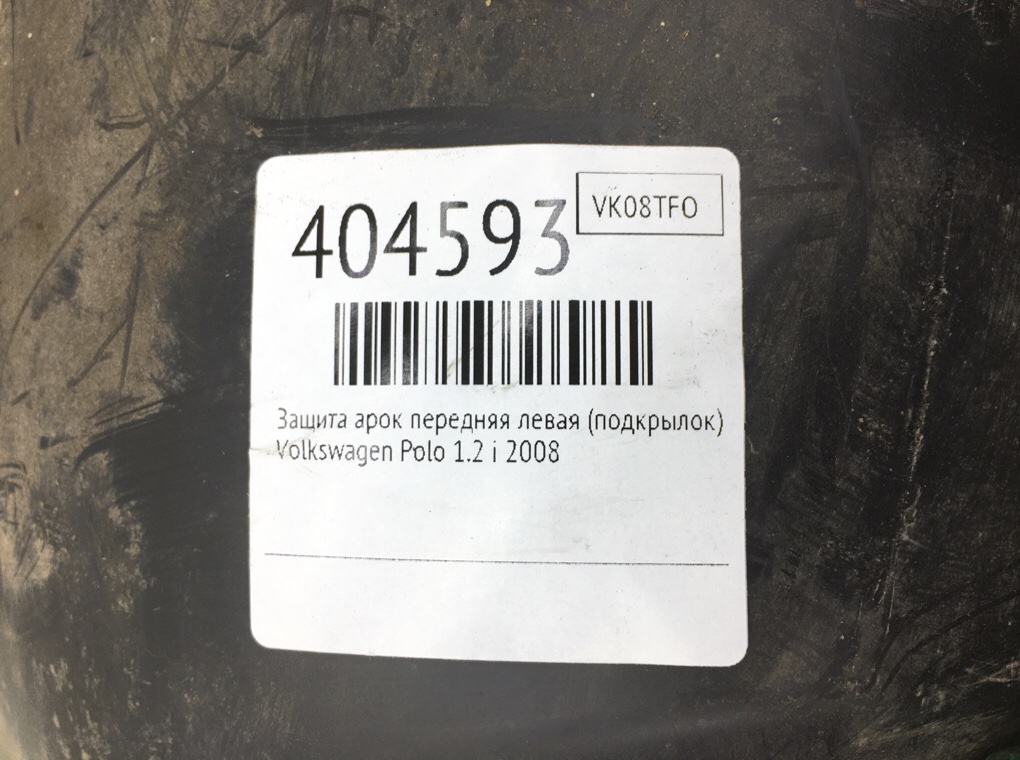 404593
VK08TFO
Защита арок передняя левая (подкрылок)
Volkswagen Polo 1.2 i 2008